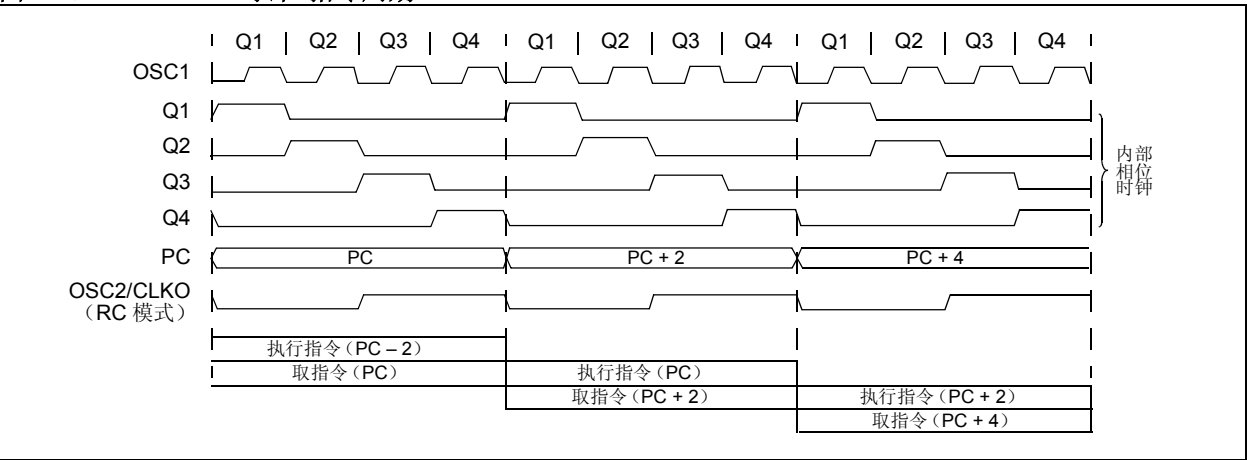 Q1 Q2 Q3 Q4 Q1 Q2 Q3 Q4 Q1 Q2 Q3 Q4
OSC1
Q1
Q2
Q3
Q4
内部
相位
时钟
PC PC PC + 2 PC + 4
OSC2/CLKO
（RC 模式）
执行指令（PC – 2）
取指令（PC） 执行指令（PC）
取指令（PC + 2） 执行指令（PC + 2）
取指令（PC + 4）